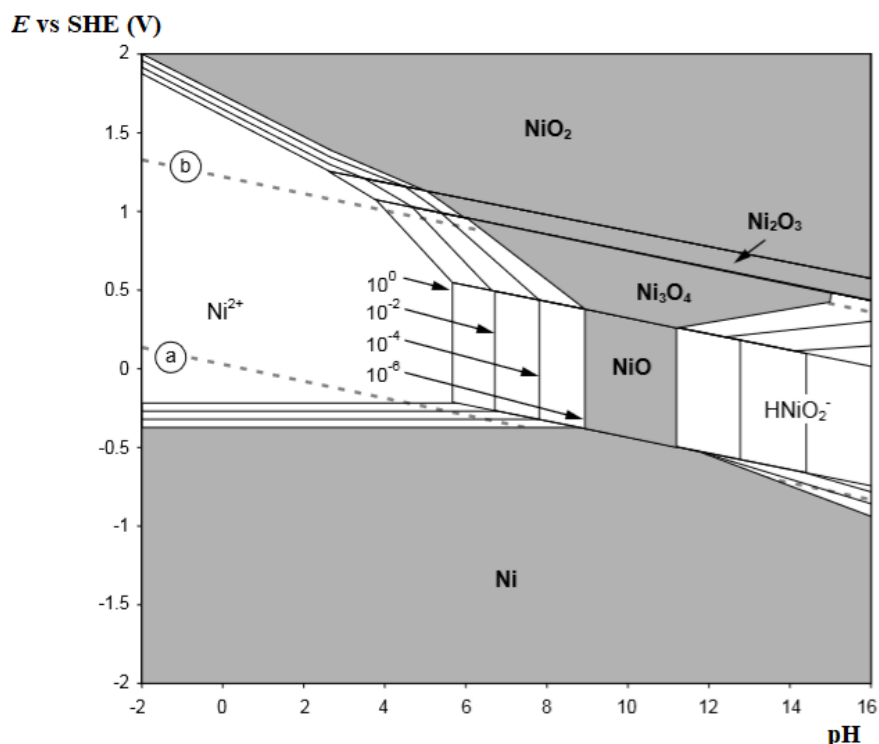 E vs SHE (V)
2
NiO₂
1.5
b
1
Ni₂O₃
10⁰
0.5
Ni₃O₄
Ni²⁺
10⁻²
a
10⁻⁴
0
NiO
10⁻⁶
HNiO₂⁻
-0.5
-1
Ni
-1.5
-2
-2 0 2 4 6 8 10 12 14 16
pH